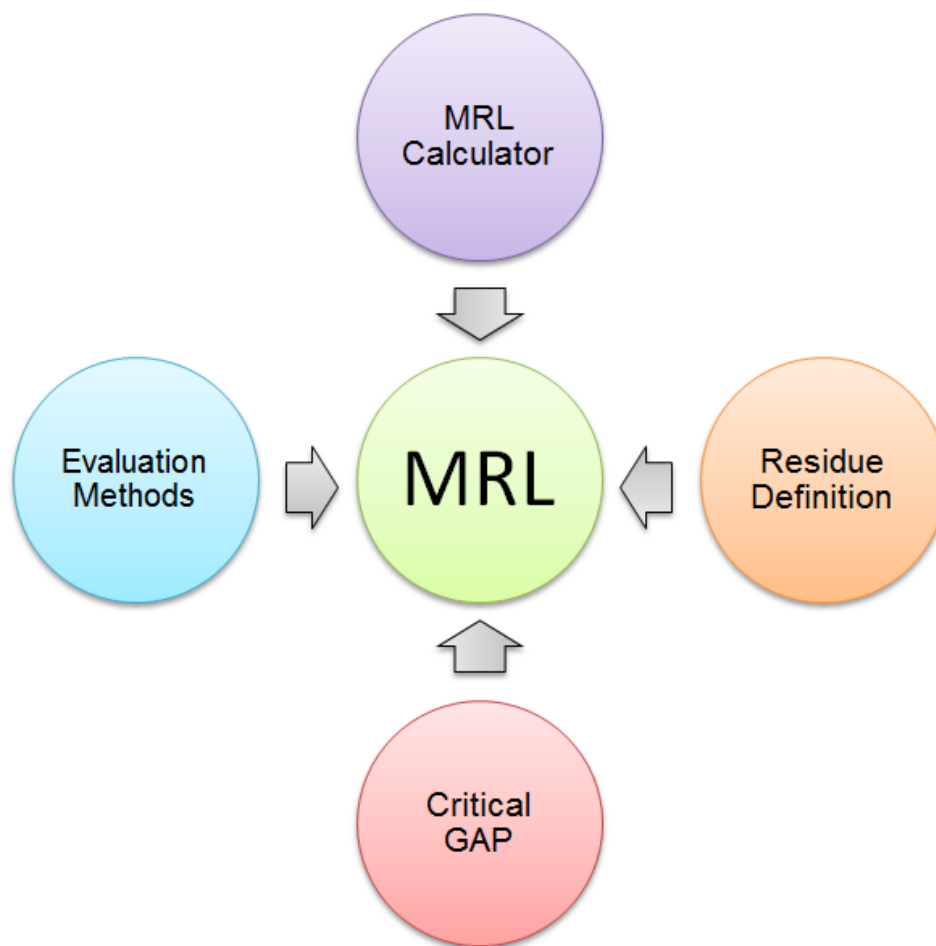 MRL
Calculator
Evaluation
Methods
MRL
Residue
Definition
Critical
GAP